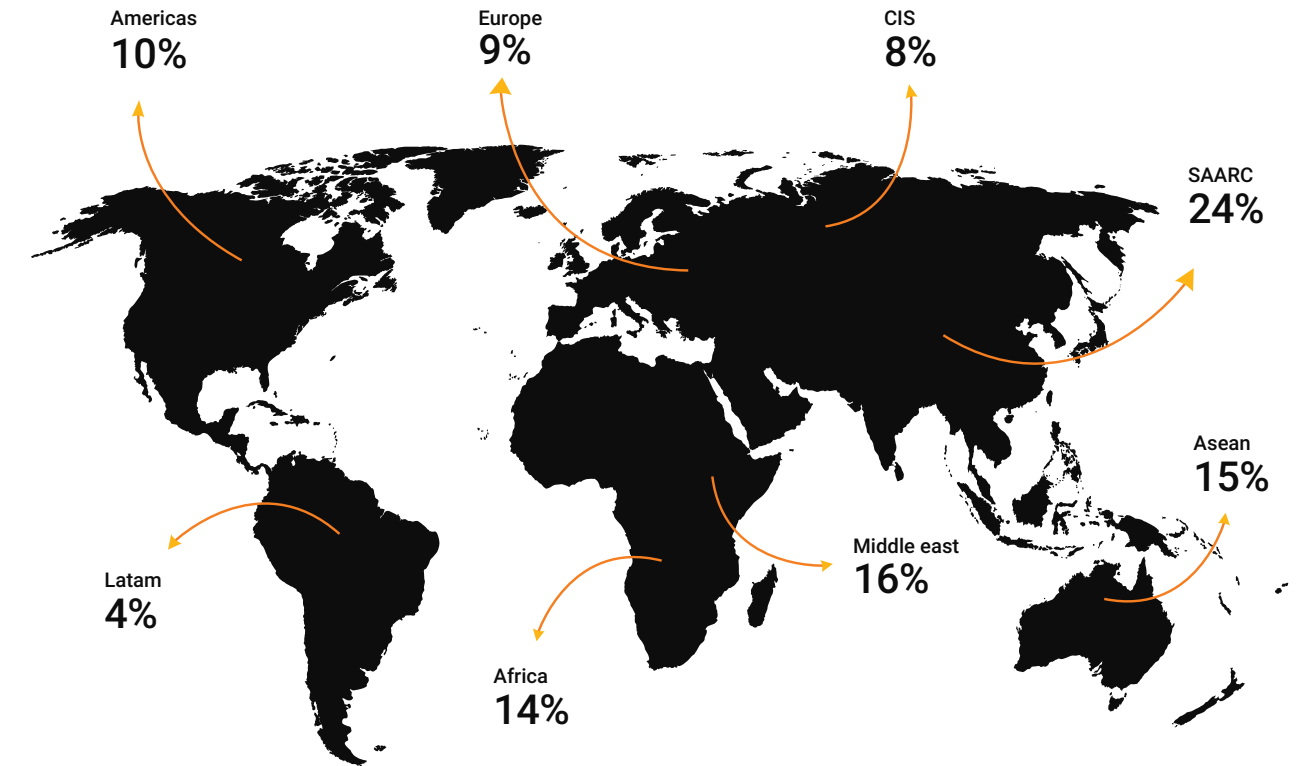 Americas
10%
Europe
9%
CIS
8%
SAARC
24%
Asean
15%
Middle east
16%
Latam
4%
Africa
14%